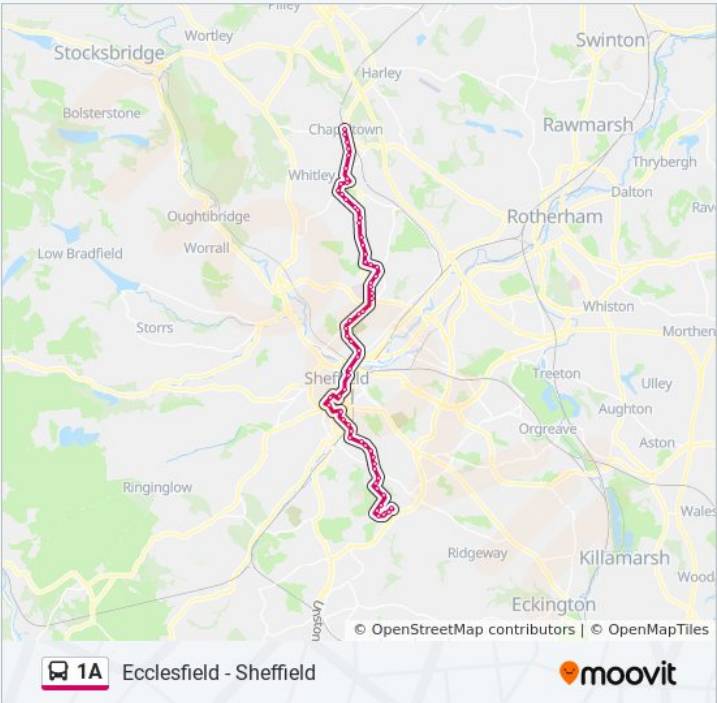 Pilley
Wortley
Swinton
Stocksbridge
Harley
Bolsterstone
Chapeltown
Rawmarsh
Thrybergh
Whitley
Dalton
Rav
Oughtibridge
Rotherham
Worrall
Low Bradfield
Whiston
Storrs
Morthen
Sheffield
Treeton
Ulley
Aughton
Orgreave
Aston
Ringinglow
Wales
Ridgeway
Killamarsh
Wood
Eckington
Unston
© OpenStreetMap contributors | © OpenMapTiles
1A Ecclesfield - Sheffield
moovit